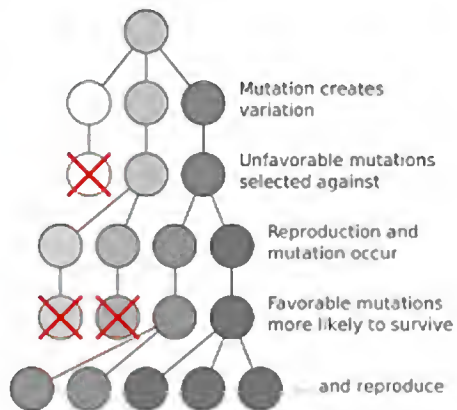 Mutation creates
variation
Unfavorable mutations
selected against
Reproduction and
mutation occur
Favorable mutations
more likely to survive
and reproduce